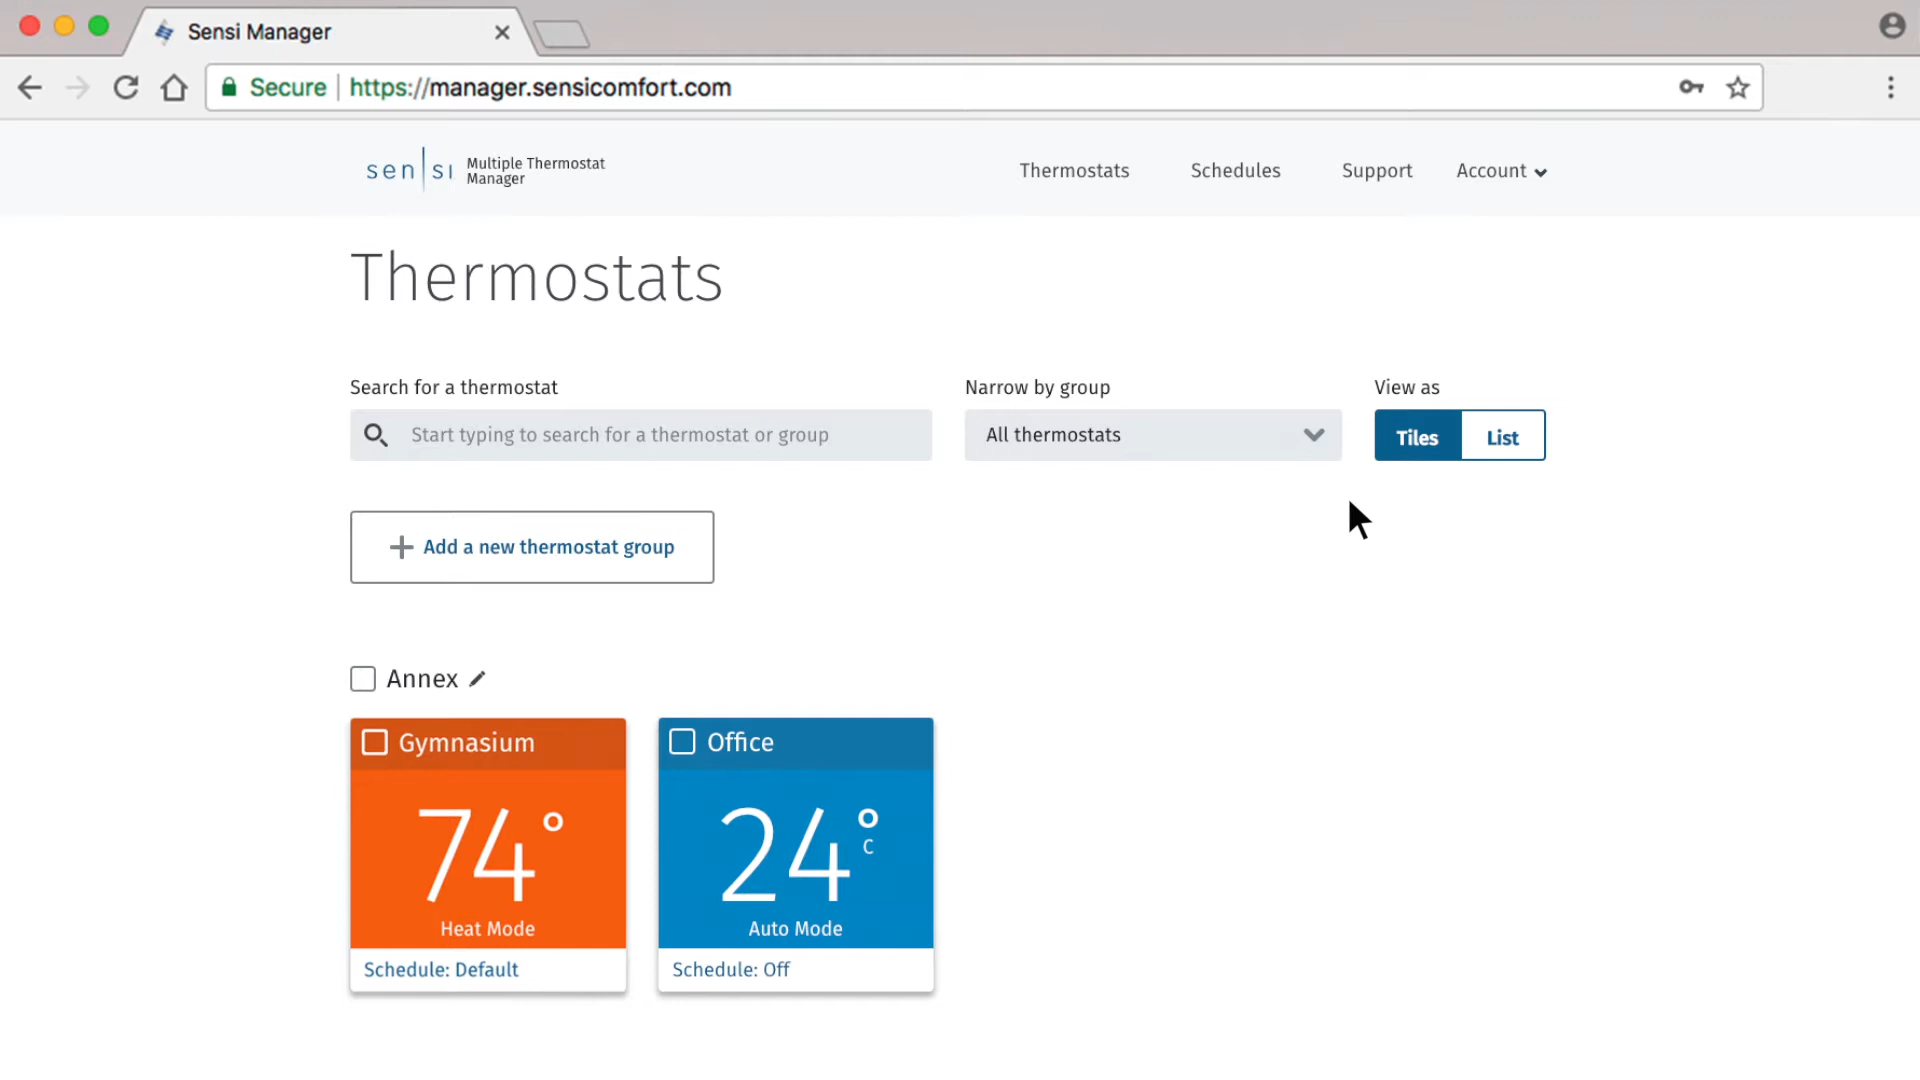 Sensi Manager
Secure | https://manager.sensicomfort.com
sensi Multiple Thermostat Manager
Thermostats Schedules Support Account
Thermostats
Search for a thermostat Narrow by group View as
Start typing to search for a thermostat or group All thermostats Tiles List
Add a new thermostat group
Annex
Gymnasium
74°
Heat Mode
Schedule: Default
Office
24° C
Auto Mode
Schedule: Off